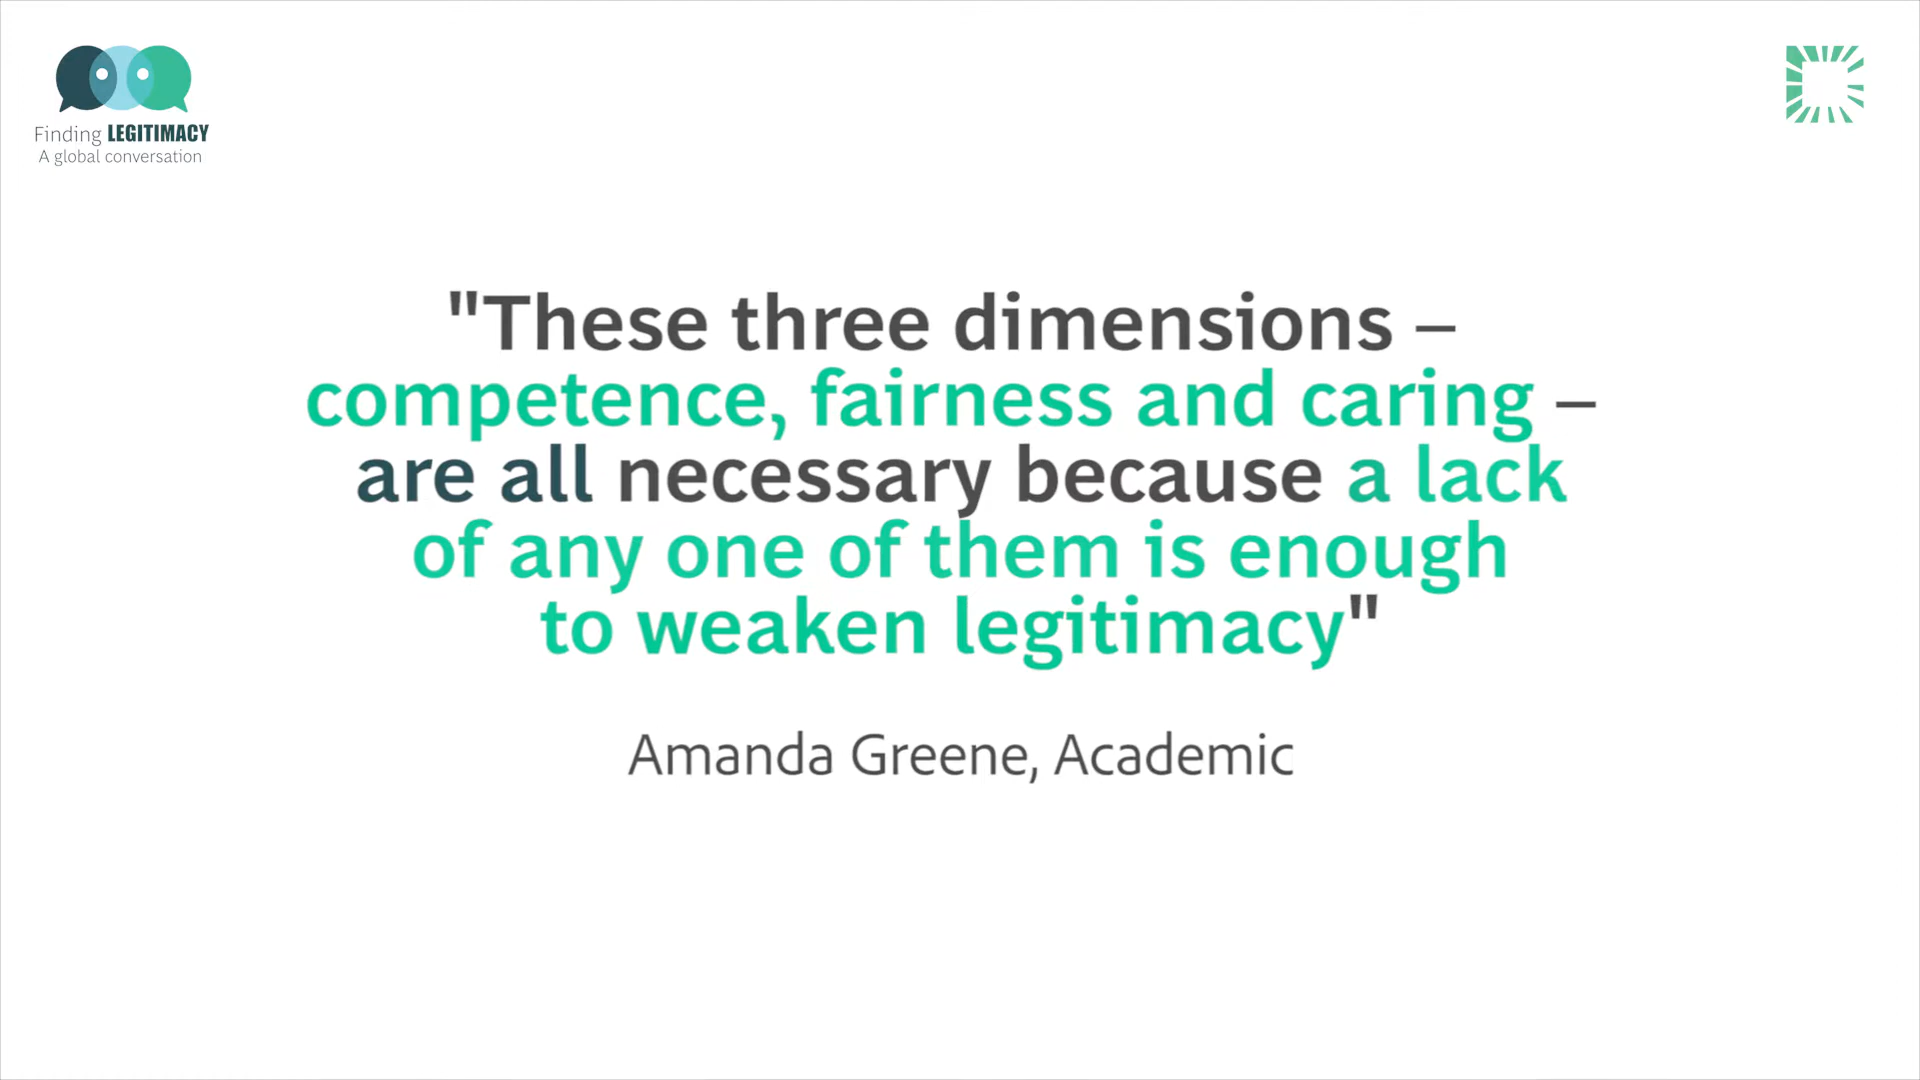 Finding LEGITIMACY
A global conversation
"These three dimensions –
competence, fairness and caring –
are all necessary because a lack
of any one of them is enough
to weaken legitimacy"
Amanda Greene, Academic